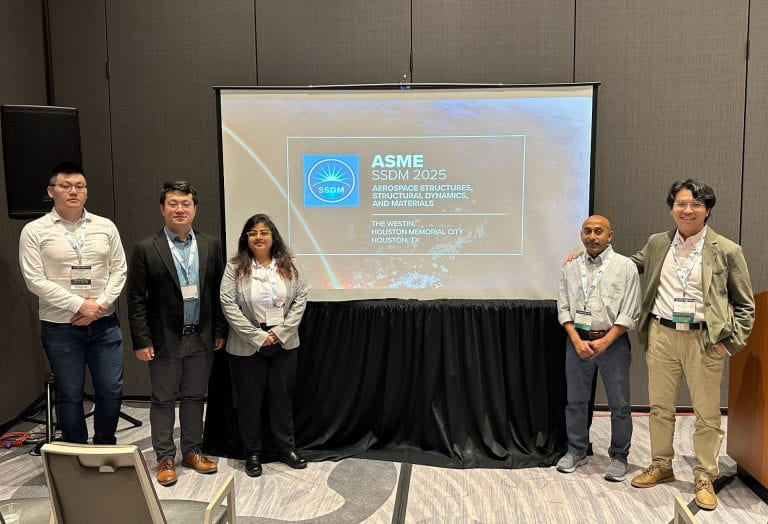 SSDM
ASME
SSDM 2025
AEROSPACE STRUCTURES,
STRUCTURAL DYNAMICS,
AND MATERIALS
THE WESTIN,
HOUSTON MEMORIAL CITY
HOUSTON, TX